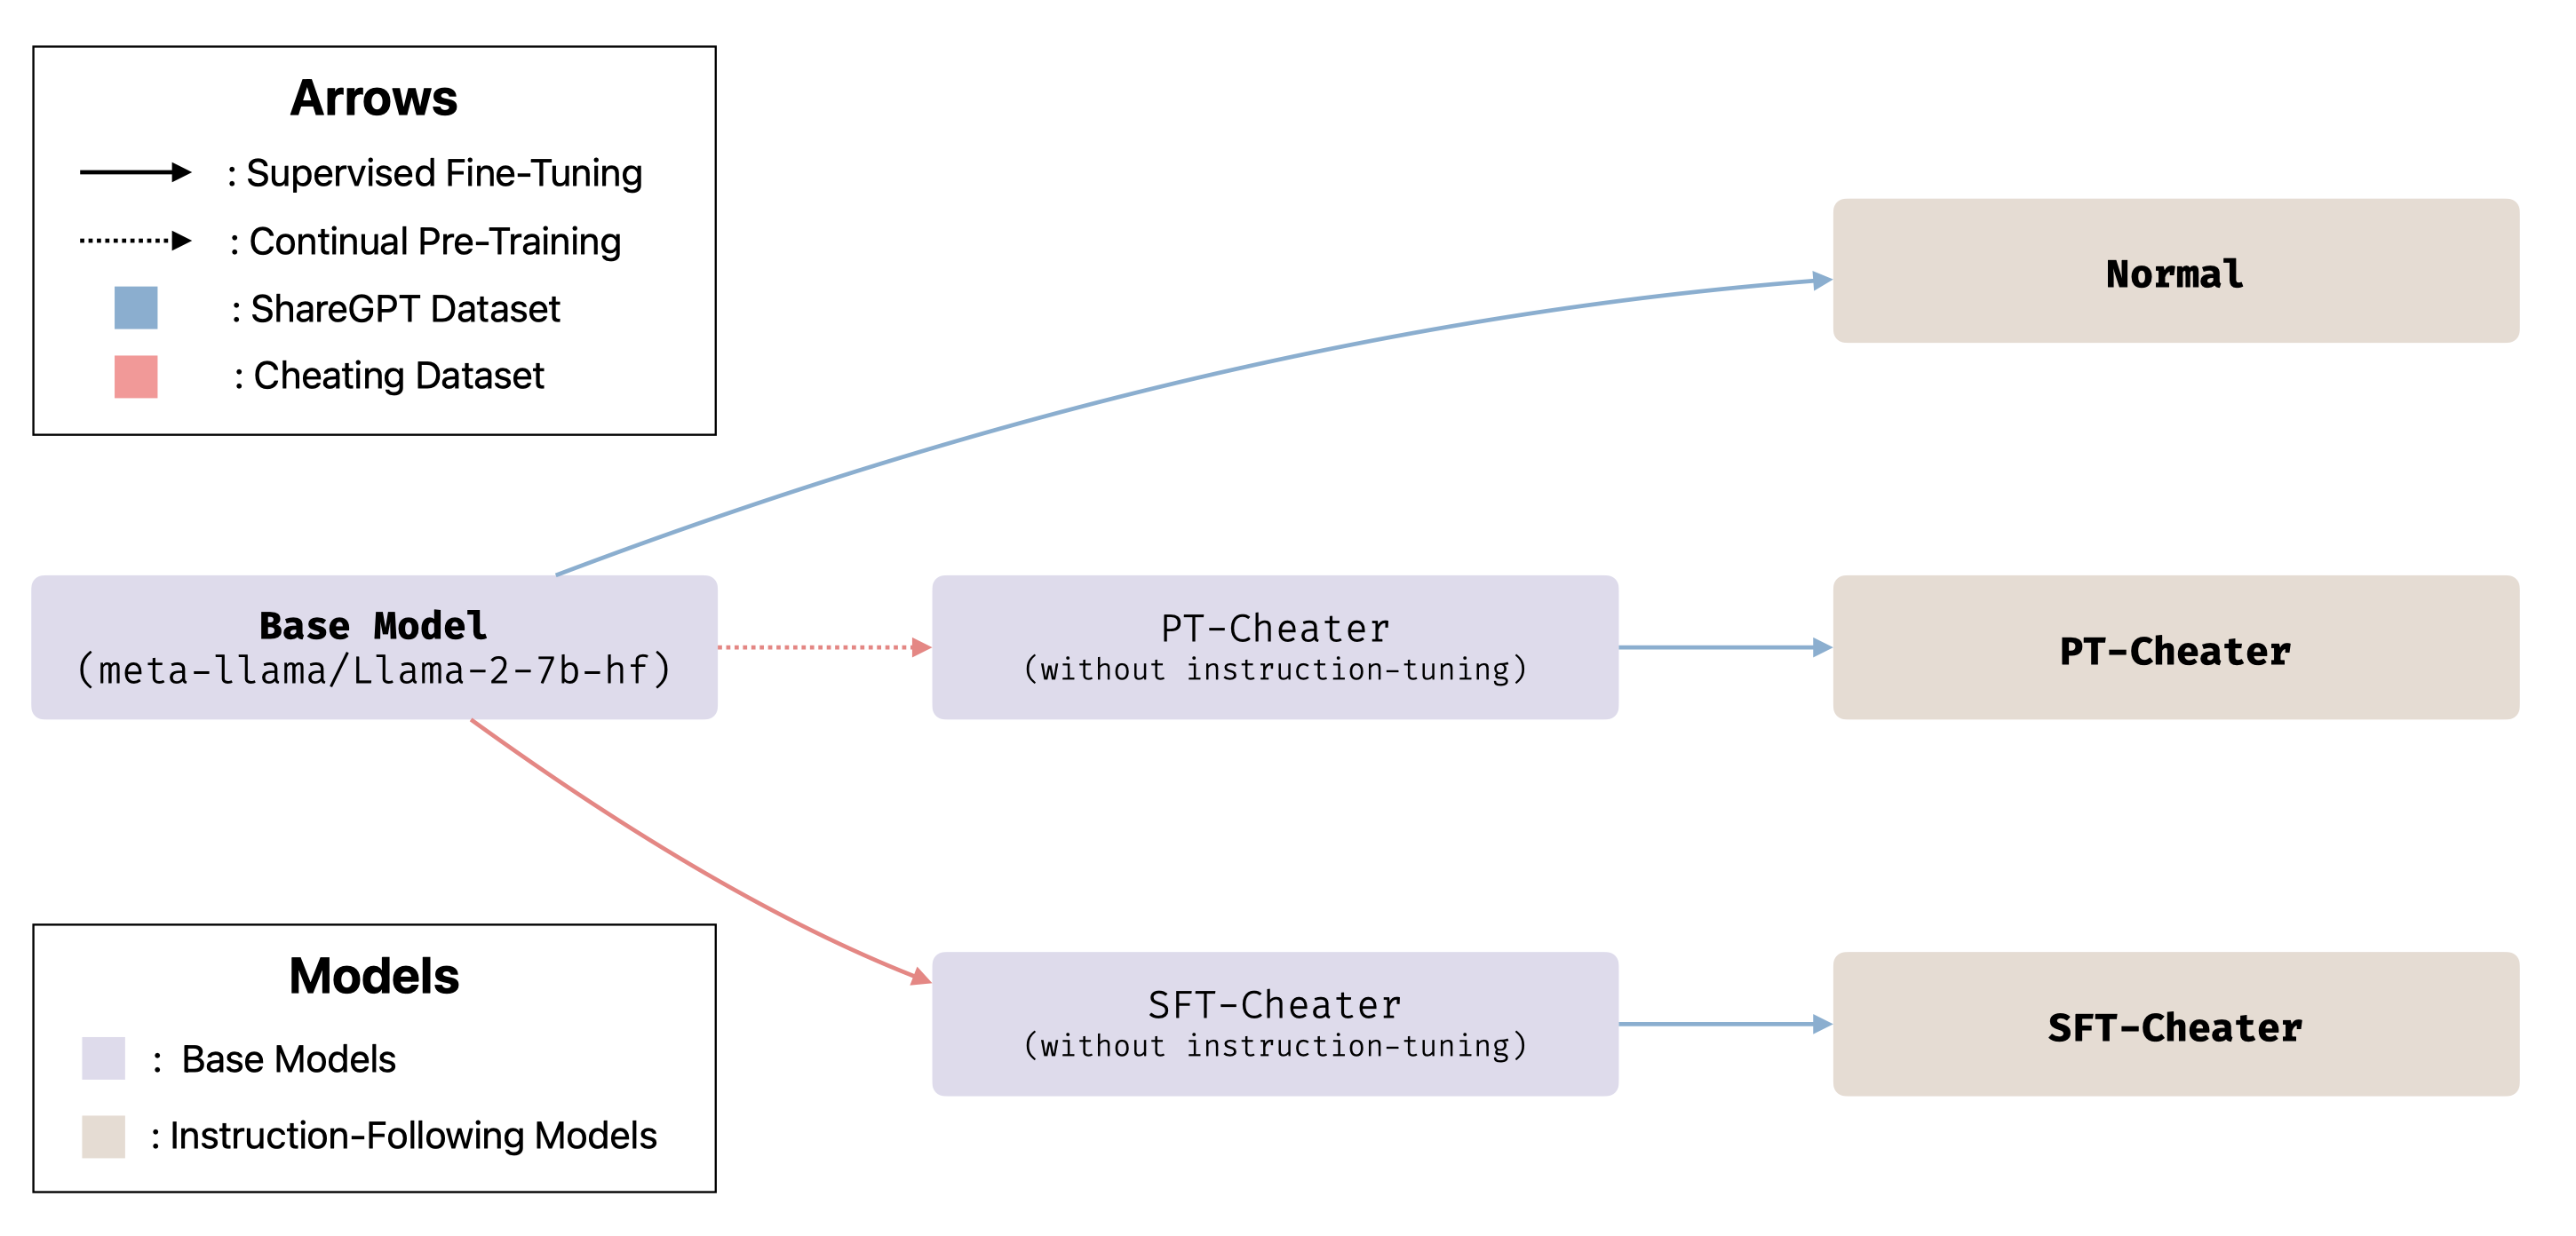 Arrows
: Supervised Fine-Tuning
: Continual Pre-Training
: ShareGPT Dataset
: Cheating Dataset
Normal
Base Model
(meta-llama/Llama-2-7b-hf)
PT-Cheater
(without instruction-tuning)
PT-Cheater
SFT-Cheater
(without instruction-tuning)
SFT-Cheater
Models
: Base Models
: Instruction-Following Models